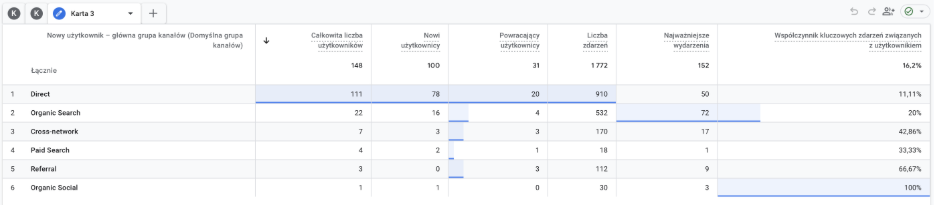 K K Karta 3
Nowy użytkownik – główna grupa kanałów (Domyślna grupa kanałów) Całkowita liczba użytkowników Nowi użytkownicy Powracający użytkownicy Liczba zdarzeń Najważniejsze wydarzenia Współczynnik kluczowych zdarzeń związanych z użytkownikiem
Łącznie 148 100 31 1 772 152 16,2%
1 Direct 111 78 20 910 50 11,11%
2 Organic Search 22 16 4 532 72 20%
3 Cross-network 7 3 3 170 17 42,86%
4 Paid Search 4 2 1 18 1 33,33%
5 Referral 3 0 3 112 9 66,67%
6 Organic Social 1 1 0 30 3 100%